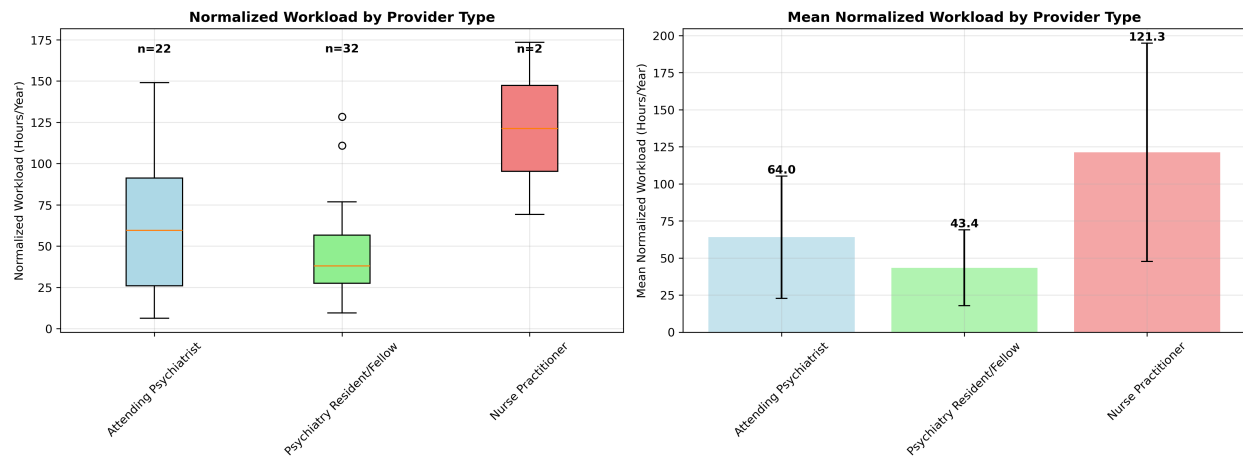 Normalized Workload by Provider Type
Normalized Workload (Hours/Year)
175
150
125
100
75
50
25
0
n=22
n=32
n=2
Attending Psychiatrist
Psychiatry Resident/Fellow
Nurse Practitioner
Mean Normalized Workload by Provider Type
Mean Normalized Workload (Hours/Year)
200
175
150
125
100
75
50
25
0
64.0
43.4
121.3
Attending Psychiatrist
Psychiatry Resident/Fellow
Nurse Practitioner